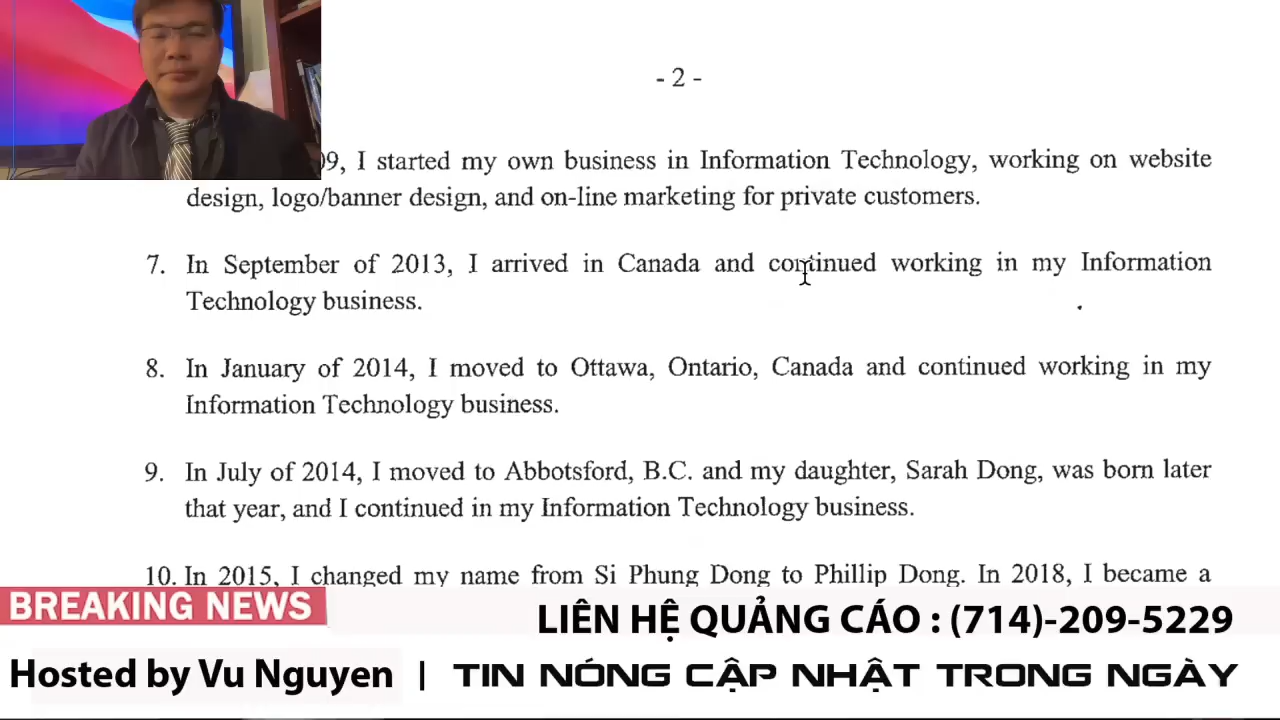 - 2 -
09, I started my own business in Information Technology, working on website
design, logo/banner design, and on-line marketing for private customers.
7. In September of 2013, I arrived in Canada and continued working in my Information
Technology business.
8. In January of 2014, I moved to Ottawa, Ontario, Canada and continued working in my
Information Technology business.
9. In July of 2014, I moved to Abbotsford, B.C. and my daughter, Sarah Dong, was born later
that year, and I continued in my Information Technology business.
10. In 2015, I changed my name from Si Phung Dong to Phillip Dong. In 2018, I became a
BREAKING NEWS
LIÊN HỆ QUẢNG CÁO : (714)-209-5229
Hosted by Vu Nguyen | TIN NÓNG CẬP NHẬT TRONG NGÀY